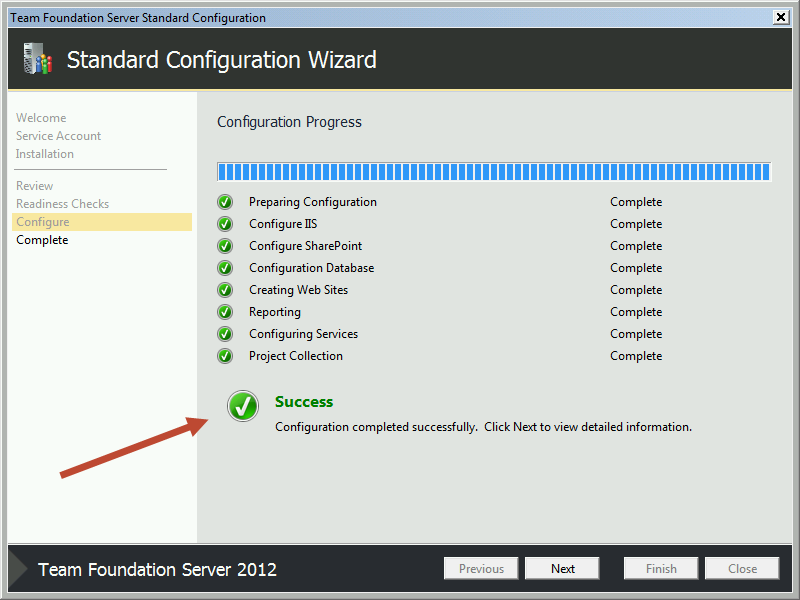 Team Foundation Server Standard Configuration
Standard Configuration Wizard
Welcome
Service Account
Installation
Review
Readiness Checks
Configure
Complete
Configuration Progress
Preparing Configuration Complete
Configure IIS Complete
Configure SharePoint Complete
Configuration Database Complete
Creating Web Sites Complete
Reporting Complete
Configuring Services Complete
Project Collection Complete
Success
Configuration completed successfully. Click Next to view detailed information.
Team Foundation Server 2012
Previous Next Finish Close